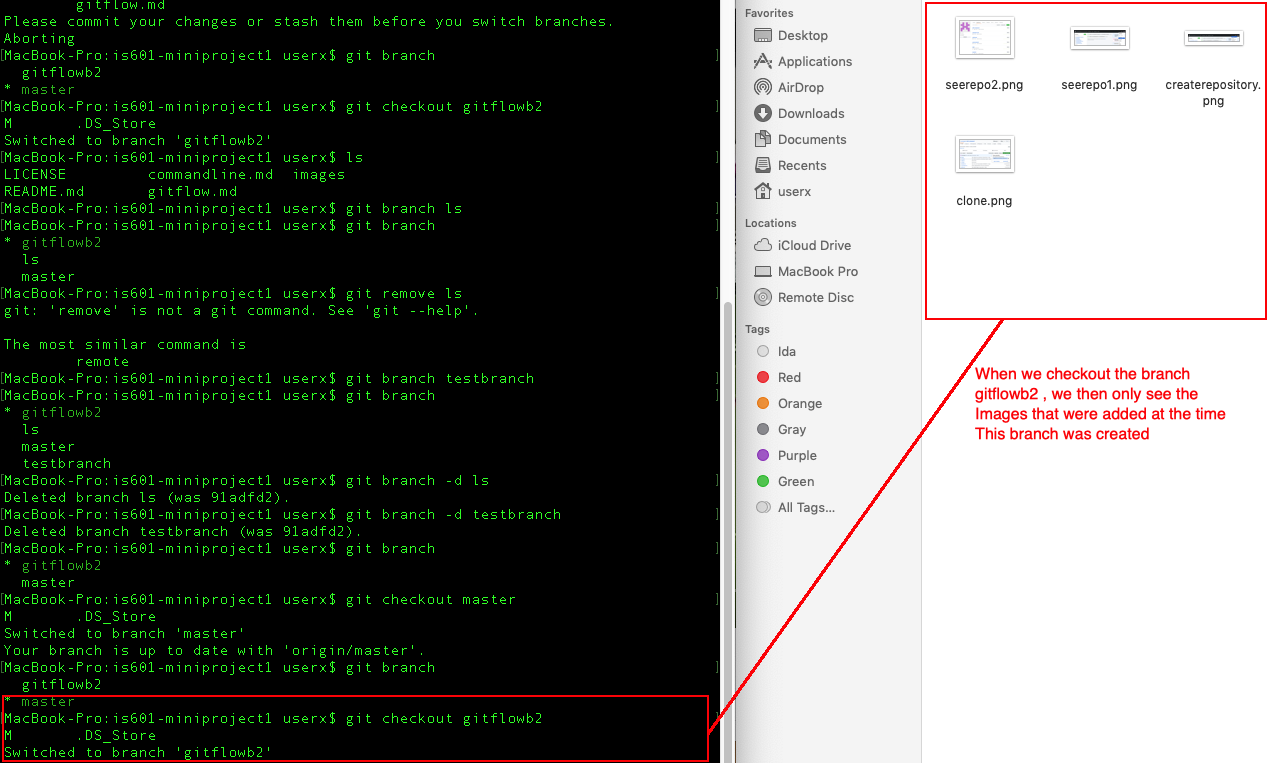 gitflow.md
Please commit your changes or stash them before you switch branches.
Aborting
[MacBook-Pro:is601-miniproject1 userx$ git branch ]
gitflowb2
* master
[MacBook-Pro:is601-miniproject1 userx$ git checkout gitflowb2 ]
M .DS_Store
Switched to branch 'gitflowb2'
[MacBook-Pro:is601-miniproject1 userx$ ls ]
LICENSE commandline.md images
README.md gitflow.md
[MacBook-Pro:is601-miniproject1 userx$ git branch ls ]
[MacBook-Pro:is601-miniproject1 userx$ git branch ]
* gitflowb2
ls
master
[MacBook-Pro:is601-miniproject1 userx$ git remove ls ]
git: 'remove' is not a git command. See 'git --help'.
The most similar command is
remote
[MacBook-Pro:is601-miniproject1 userx$ git branch testbranch ]
[MacBook-Pro:is601-miniproject1 userx$ git branch ]
* gitflowb2
ls
master
testbranch
[MacBook-Pro:is601-miniproject1 userx$ git branch -d ls ]
Deleted branch ls (was 91adfd2).
[MacBook-Pro:is601-miniproject1 userx$ git branch -d testbranch ]
Deleted branch testbranch (was 91adfd2).
[MacBook-Pro:is601-miniproject1 userx$ git branch ]
* gitflowb2
master
[MacBook-Pro:is601-miniproject1 userx$ git checkout master ]
M .DS_Store
Switched to branch 'master'
Your branch is up to date with 'origin/master'.
[MacBook-Pro:is601-miniproject1 userx$ git branch ]
gitflowb2
* master
[MacBook-Pro:is601-miniproject1 userx$ git checkout gitflowb2 ]
M .DS_Store
Switched to branch 'gitflowb2'
Favorites
Desktop
Applications
AirDrop
Downloads
Documents
Recents
userx
Locations
iCloud Drive
MacBook Pro
Remote Disc
Tags
Ida
Red
Orange
Gray
Purple
Green
All Tags...
seerepo2.png
seerepo1.png
createrepository.
png
clone.png
When we checkout the branch
gitflowb2 , we then only see the
Images that were added at the time
This branch was created